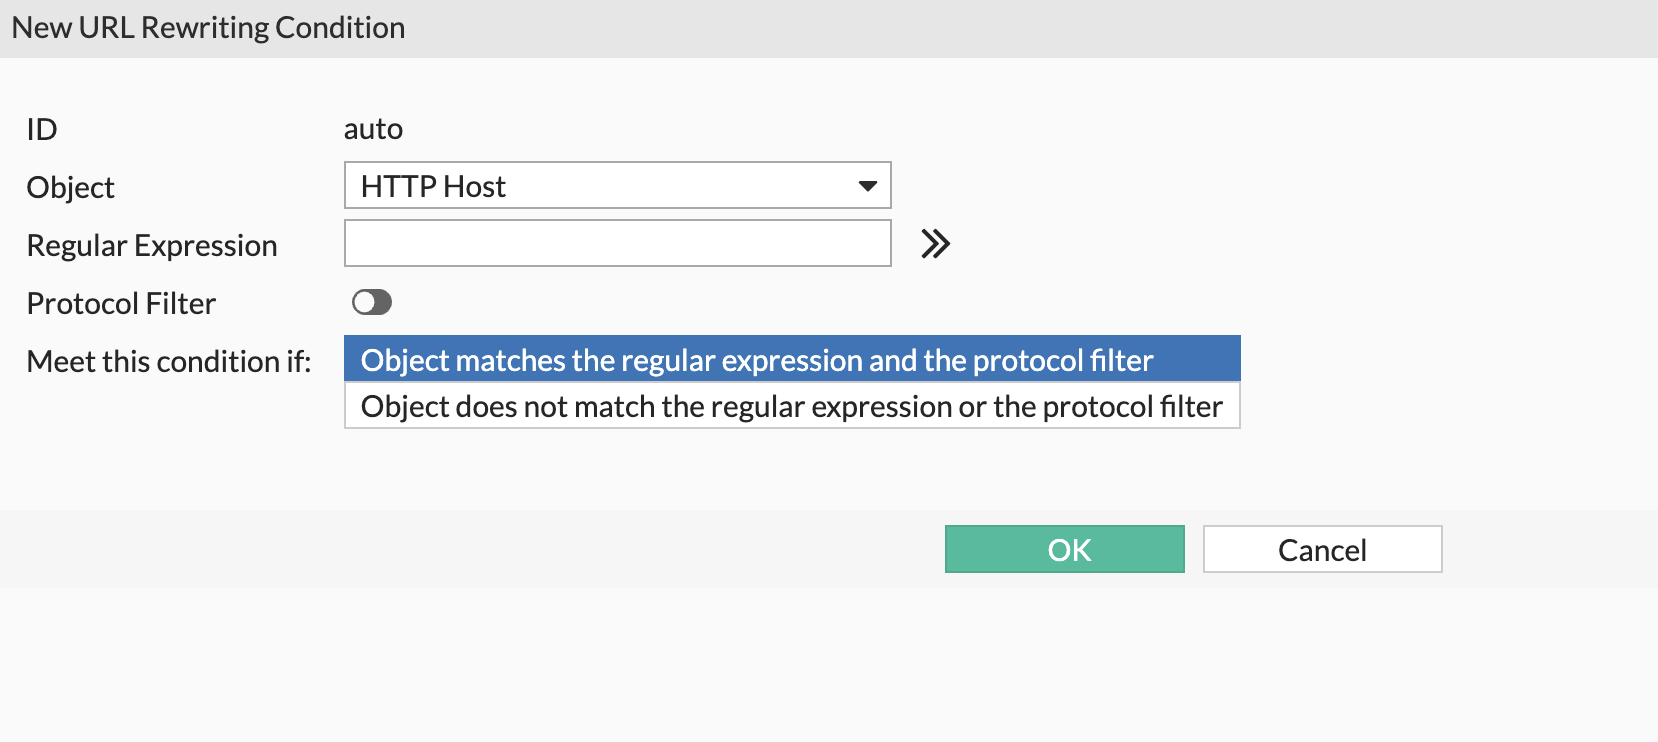 New URL Rewriting Condition
ID auto
Object HTTP Host
Regular Expression
Protocol Filter
Meet this condition if: Object matches the regular expression and the protocol filter
Object does not match the regular expression or the protocol filter
OK Cancel